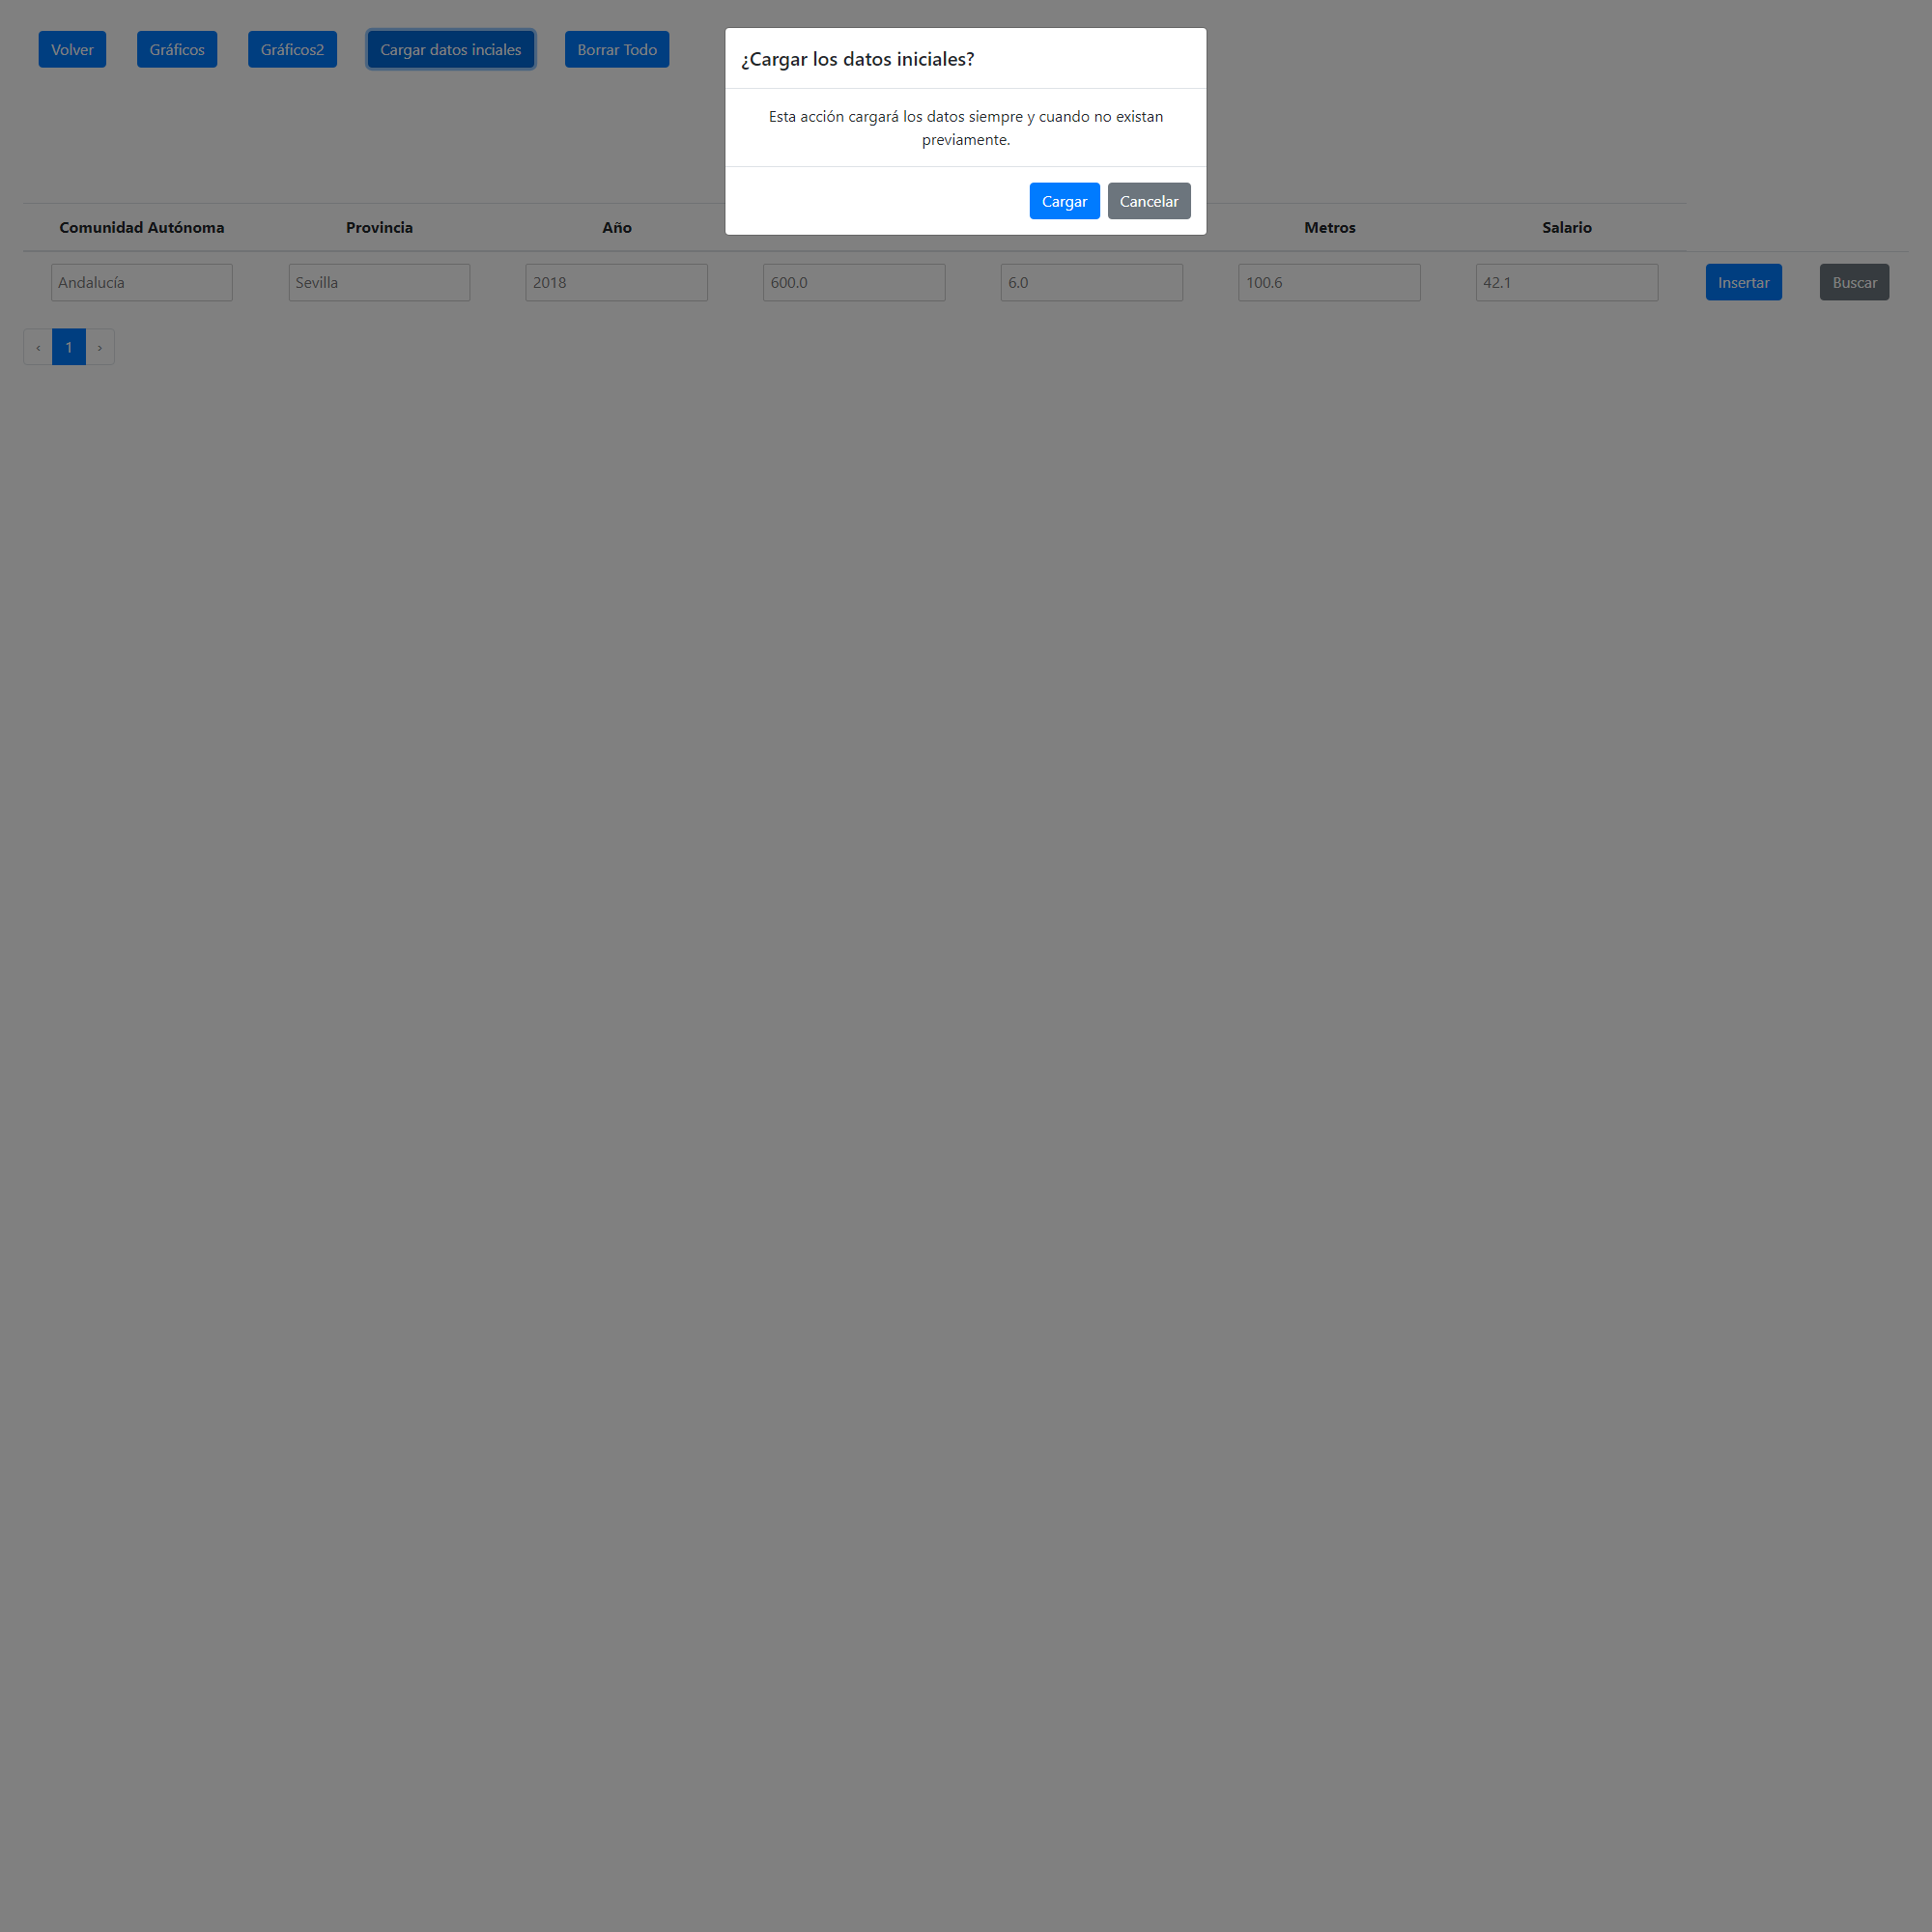 Volver Gráficos Gráficos2 Cargar datos inciales Borrar Todo
¿Cargar los datos iniciales?
Esta acción cargará los datos siempre y cuando no existan
previamente.
Cargar Cancelar
Comunidad Autónoma Provincia Año Metros Salario
Andalucía Sevilla 2018 600.0 6.0 100.6 42.1 Insertar Buscar
‹ 1 ›